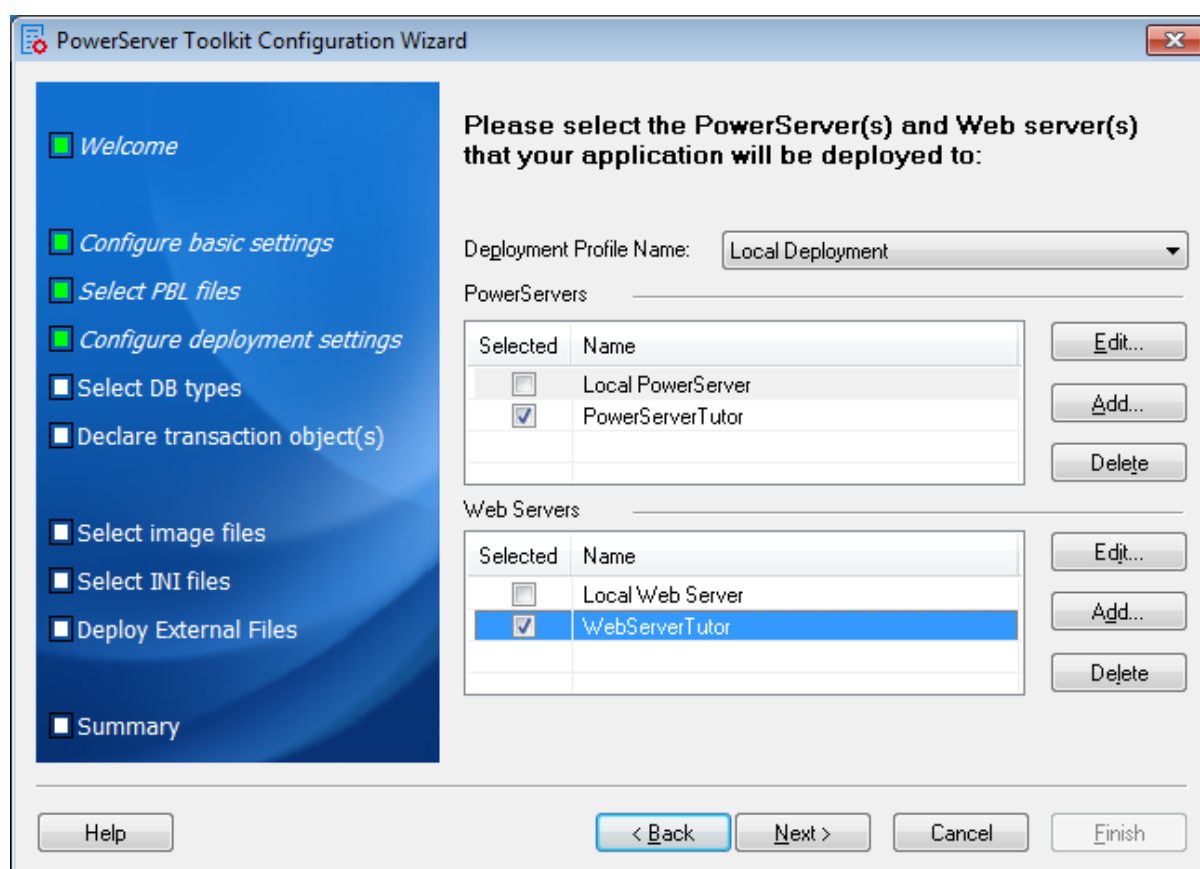 PowerServer Toolkit Configuration Wizard
Welcome
Configure basic settings
Select PBL files
Configure deployment settings
Select DB types
Declare transaction object(s)
Select image files
Select INI files
Deploy External Files
Summary
Please select the PowerServer(s) and Web server(s)
that your application will be deployed to:
Deployment Profile Name: Local Deployment
PowerServers
Selected Name
Local PowerServer
PowerServerTutor
Edit...
Add...
Delete
Web Servers
Selected Name
Local Web Server
WebServerTutor
Edit...
Add...
Delete
Help
< Back
Next >
Cancel
Finish